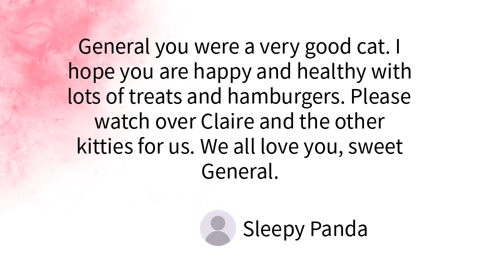 General you were a very good cat. I
hope you are happy and healthy with
lots of treats and hamburgers. Please
watch over Claire and the other
kitties for us. We all love you, sweet
General.
Sleepy Panda